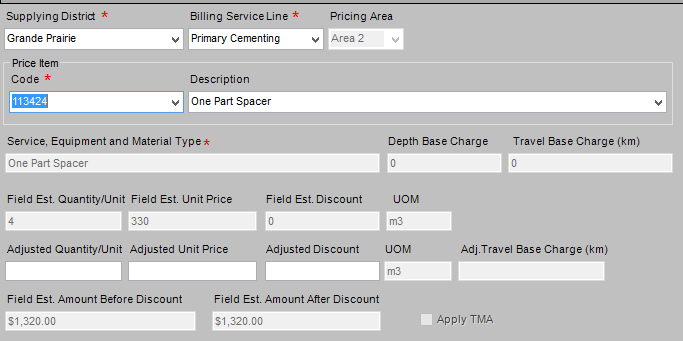 Supplying District * Billing Service Line * Pricing Area
Grande Prairie Primary Cementing Area 2
Price Item
Code * Description
113424 One Part Spacer
Service, Equipment and Material Type * Depth Base Charge Travel Base Charge (km)
One Part Spacer 0 0
Field Est. Quantity/Unit Field Est. Unit Price Field Est. Discount UOM
4 330 0 m3
Adjusted Quantity/Unit Adjusted Unit Price Adjusted Discount UOM Adj.Travel Base Charge (km)
m3
Field Est. Amount Before Discount Field Est. Amount After Discount
$1,320.00 $1,320.00 Apply TMA